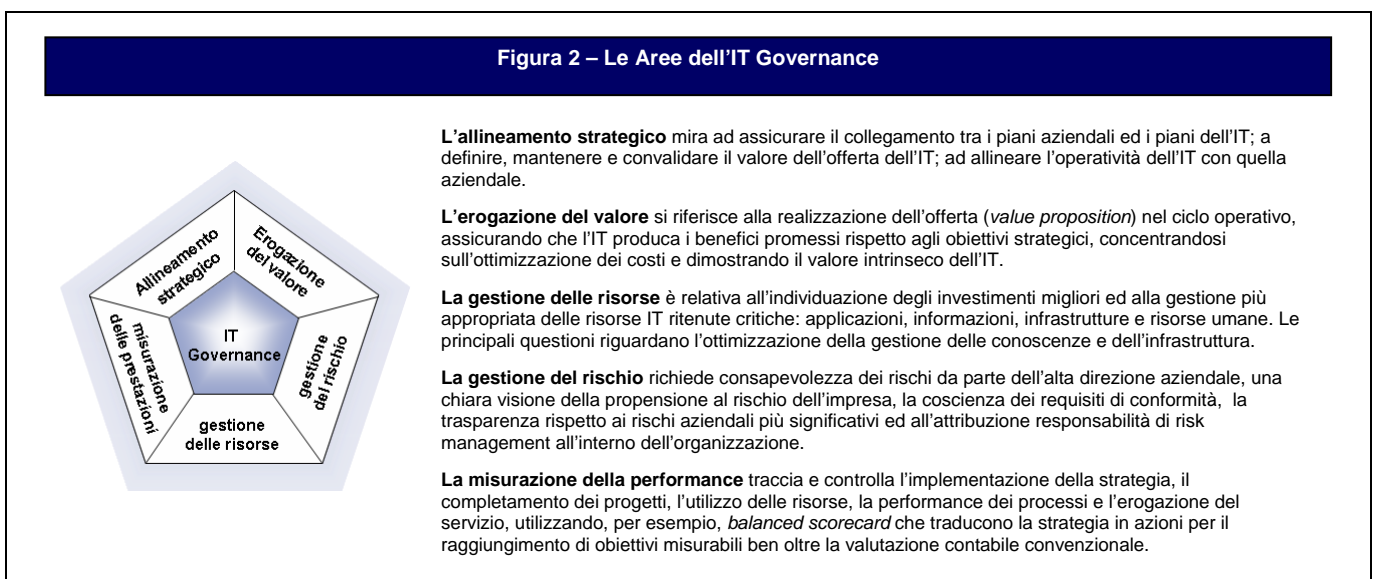 Figura 2 – Le Aree dell’IT Governance
Allineamento
strategico
Erogazione
del valore
misurazione
delle prestazioni
IT
Governance
gestione
del rischio
gestione
delle risorse
L’allineamento strategico mira ad assicurare il collegamento tra i piani aziendali ed i piani dell’IT; a
definire, mantenere e convalidare il valore dell’offerta dell’IT; ad allineare l’operatività dell’IT con quella
aziendale.
L’erogazione del valore si riferisce alla realizzazione dell’offerta (value proposition) nel ciclo operativo,
assicurando che l’IT produca i benefici promessi rispetto agli obiettivi strategici, concentrandosi
sull’ottimizzazione dei costi e dimostrando il valore intrinseco dell’IT.
La gestione delle risorse è relativa all’individuazione degli investimenti migliori ed alla gestione più
appropriata delle risorse IT ritenute critiche: applicazioni, informazioni, infrastrutture e risorse umane. Le
principali questioni riguardano l’ottimizzazione della gestione delle conoscenze e dell’infrastruttura.
La gestione del rischio richiede consapevolezza dei rischi da parte dell’alta direzione aziendale, una
chiara visione della propensione al rischio dell’impresa, la coscienza dei requisiti di conformità, la
trasparenza rispetto ai rischi aziendali più significativi ed all’attribuzione responsabilità di risk
management all’interno dell’organizzazione.
La misurazione della performance traccia e controlla l’implementazione della strategia, il
completamento dei progetti, l’utilizzo delle risorse, la performance dei processi e l’erogazione del
servizio, utilizzando, per esempio, balanced scorecard che traducono la strategia in azioni per il
raggiungimento di obiettivi misurabili ben oltre la valutazione contabile convenzionale.